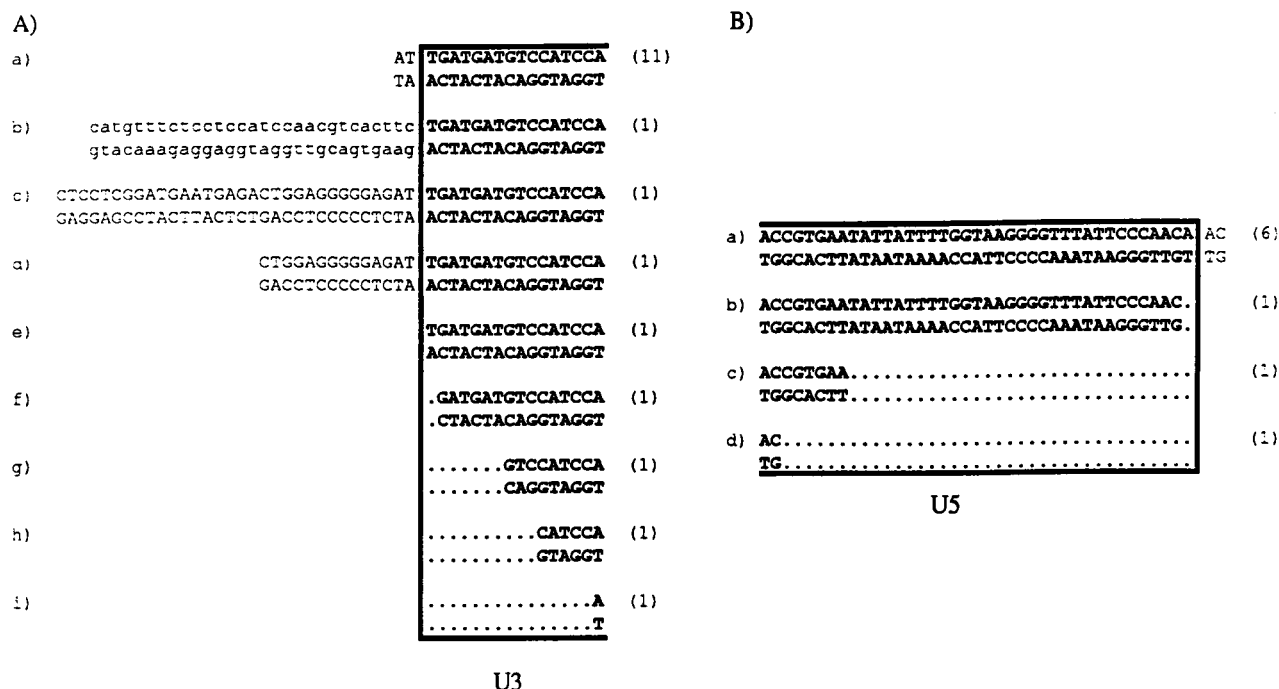 A)
a) AT TGATGATGTCCATCCA (11)
TA ACTACTACAGGTAGGT
b) catgtttctcctccatccaacgtcacttc TGATGATGTCCATCCA (1)
gtacaaagaggaggtaggttgcagtgaag ACTACTACAGGTAGGT
c) CTCCTCGGATGAATGAGACTGGAGGGGGAGAT TGATGATGTCCATCCA (1)
GAGGAGCCTACTTACTCTGACCTCCCCCTCTA ACTACTACAGGTAGGT
d) CTGGAGGGGGAGAT TGATGATGTCCATCCA (1)
GACCTCCCCCTCTA ACTACTACAGGTAGGT
e) TGATGATGTCCATCCA (1)
ACTACTACAGGTAGGT
f) .GATGATGTCCATCCA (1)
.CTACTACAGGTAGGT
g) .......GTCCATCCA (1)
.......CAGGTAGGT
h) ..........CATCCA (1)
..........GTAGGT
i) ...............A (1)
...............T
U3
B)
a) ACCGTGAATATTATTTTGGTAAGGGGTTTATTCCCAACA AC (6)
TGGCACTTATAATAAAACCATTCCCCAAATAAGGGTTGT TG
b) ACCGTGAATATTATTTTGGTAAGGGGTTTATTCCCAAC. (1)
TGGCACTTATAATAAAACCATTCCCCAAATAAGGGTTG.
c) ACCGTGAA............................... (1)
TGGCACTT...............................
d) AC..................................... (1)
TG.....................................
U5